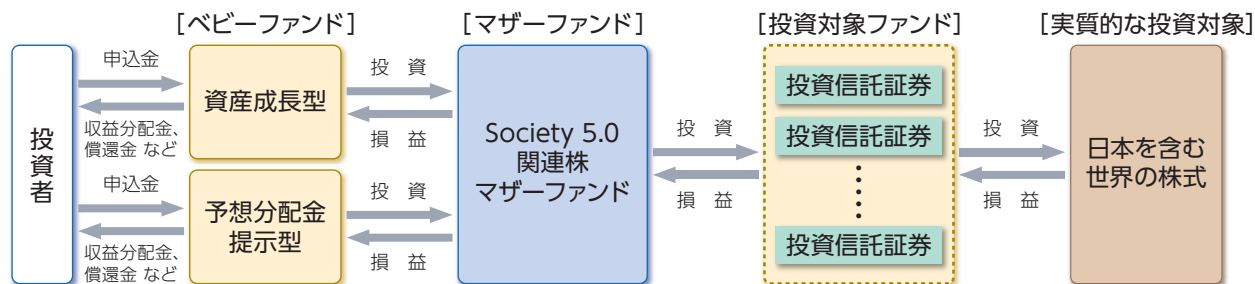 [ベビーファンド]
[マザーファンド]
[投資対象ファンド]
[実質的な投資対象]
投資者
申込金
収益分配金、
償還金 など
申込金
収益分配金、
償還金 など
資産成長型
予想分配金
提示型
投 資
損 益
投 資
損 益
Society 5.0
関連株
マザーファンド
投 資
損 益
投資信託証券
投資信託証券
投資信託証券
投 資
損 益
日本を含む
世界の株式